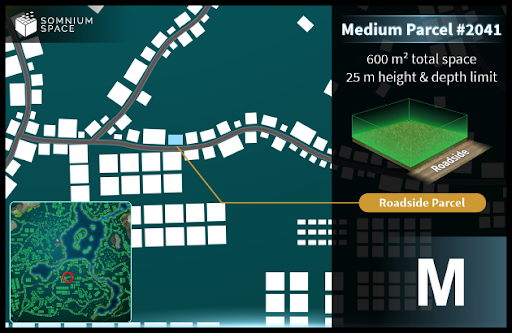 SOMNIUM
SPACE
Medium Parcel #2041
600 m² total space
25 m height & depth limit
Roadside
Roadside Parcel
M